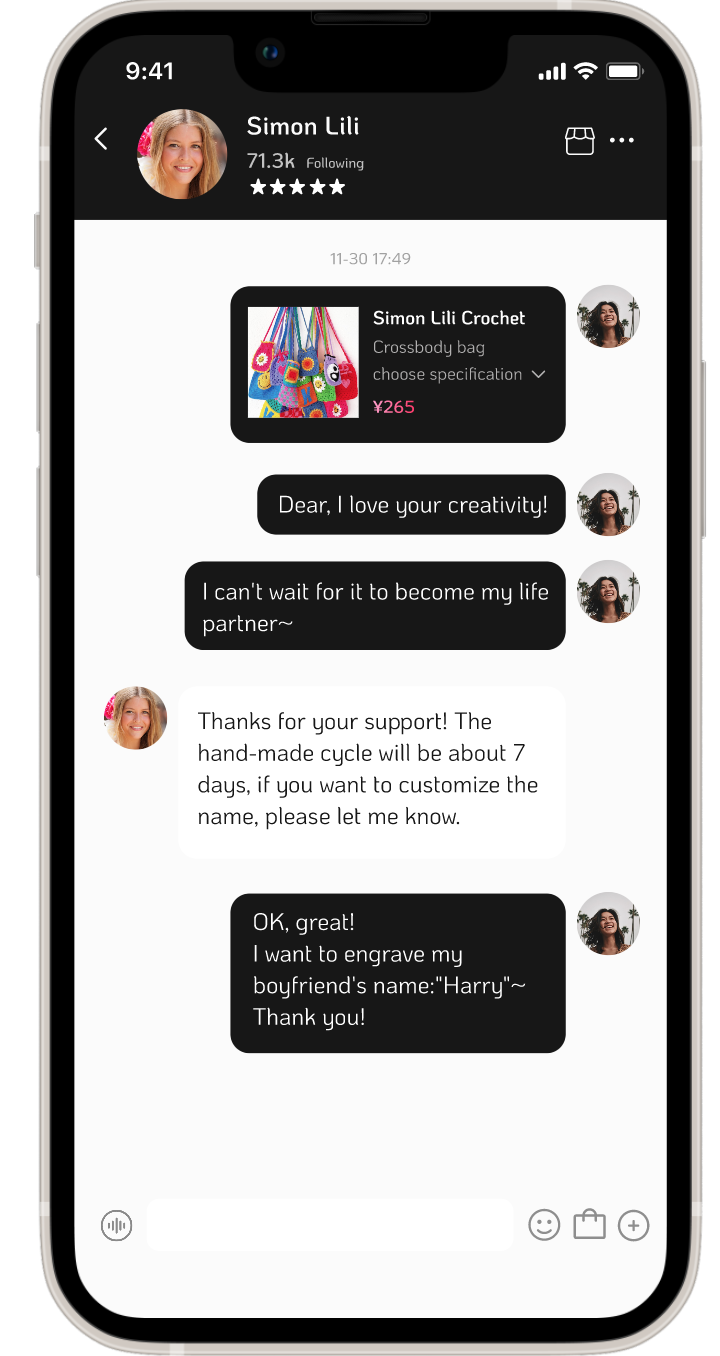 9:41
Simon Lili
71.3k Following
11-30 17:49
Simon Lili Crochet
Crossbody bag
choose specification
¥265
Dear, I love your creativity!
I can't wait for it to become my life
partner~
Thanks for your support! The
hand-made cycle will be about 7
days, if you want to customize the
name, please let me know.
OK, great!
I want to engrave my
boyfriend's name:"Harry"~
Thank you!